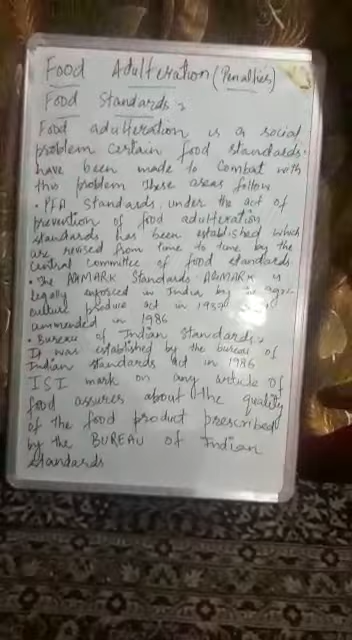 Food Adulteration (Penalties)
Food Standards:
Food adulteration is a social
problem certain food standards.
have been made to combat with
this problem These areas follow
• PFA Standards under the act of
prevention of food adulteration
standards has been established which
are revised from time to time by the
central committee of food standards
• The AGMARK Standards AGMARK is
legally enforced in India by the agri-
culture produce act in 1937
ammended in 1986
• Bureau of Indian Standards:
It was established by the bureau of
Indian standards act in 1986
ISI mark on any article of
food assures about the quality
of the food product prescribed
by the BUREAU of Indian
Standards